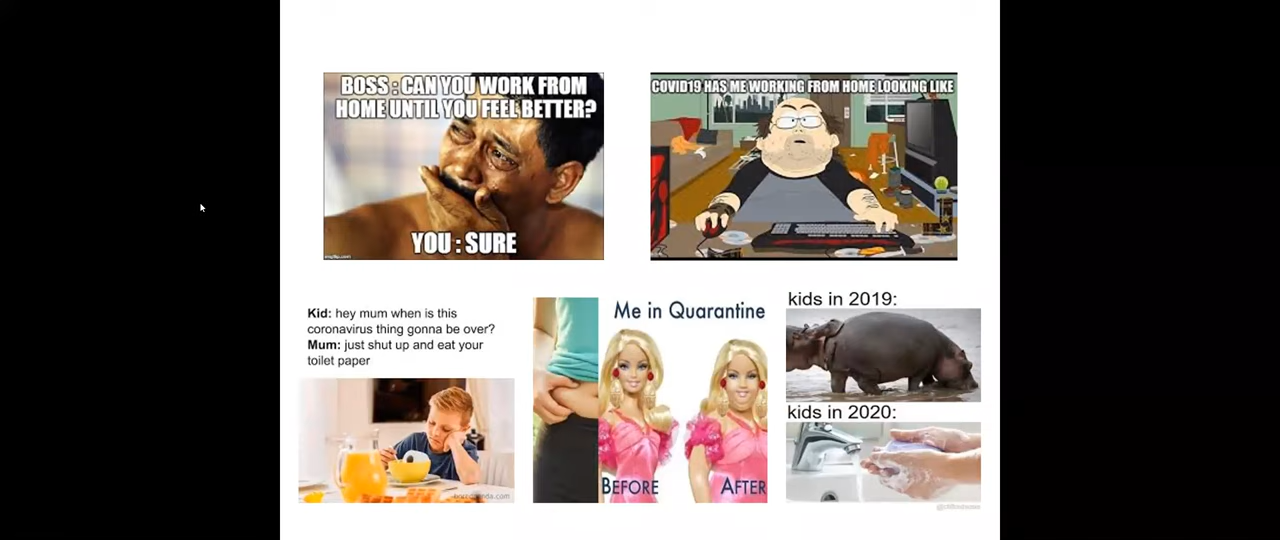 BOSS : CAN YOU WORK FROM
HOME UNTIL YOU FEEL BETTER?
YOU : SURE
imgflip.com
COVID19 HAS ME WORKING FROM HOME LOOKING LIKE
Kid: hey mum when is this
coronavirus thing gonna be over?
Mum: just shut up and eat your
toilet paper
Me in Quarantine
BEFORE
AFTER
kids in 2019:
kids in 2020: